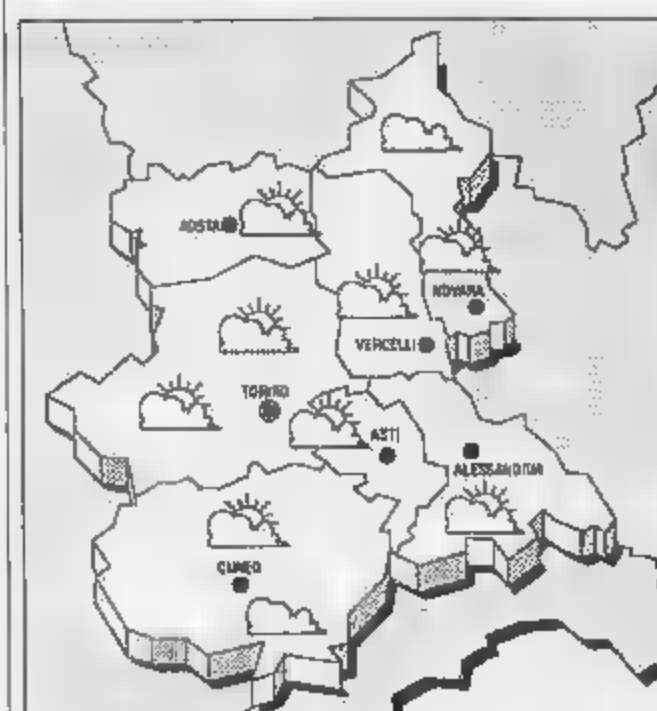 AOSTA
NOVARA
VERCELLI
TORINO
ASTI
ALESSANDRIA
CUNEO